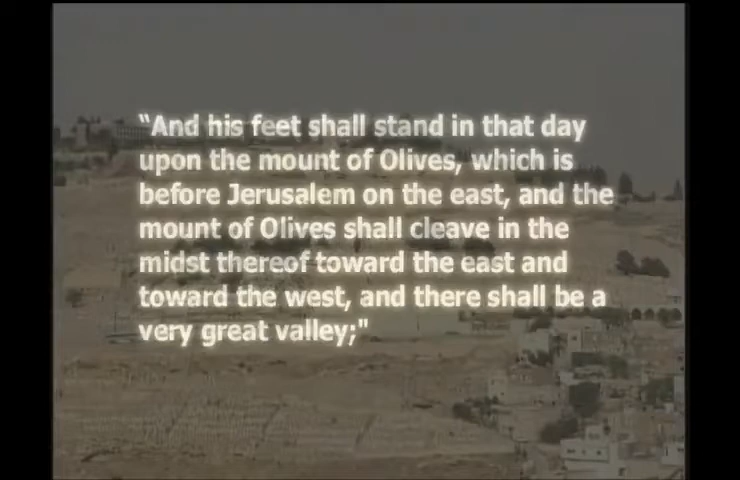 "And his feet shall stand in that day
upon the mount of Olives, which is
before Jerusalem on the east, and the
mount of Olives shall cleave in the
midst thereof toward the east and
toward the west, and there shall be a
very great valley;"